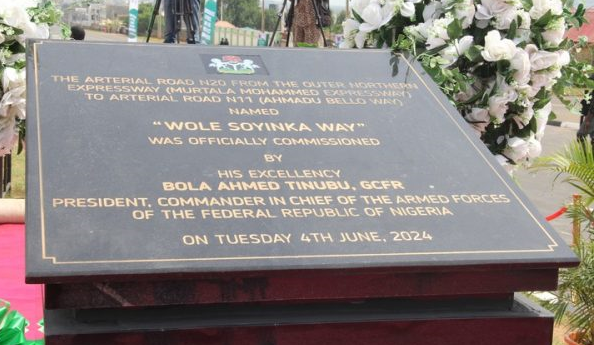 THE ARTERIAL ROAD N20 FROM THE OUTER NORTHERN
EXPRESSWAY (MURTALA MOHAMMED EXPRESSWAY)
TO ARTERIAL ROAD N11 (AHMADU BELLO WAY)
NAMED
"WOLE SOYINKA WAY"
WAS OFFICIALLY COMMISSIONED
BY
HIS EXCELLENCY
BOLA AHMED TINUBU, GCFR
PRESIDENT, COMMANDER IN CHIEF OF THE ARMED FORCES
OF THE FEDERAL REPUBLIC OF NIGERIA
ON TUESDAY 4TH JUNE, 2024